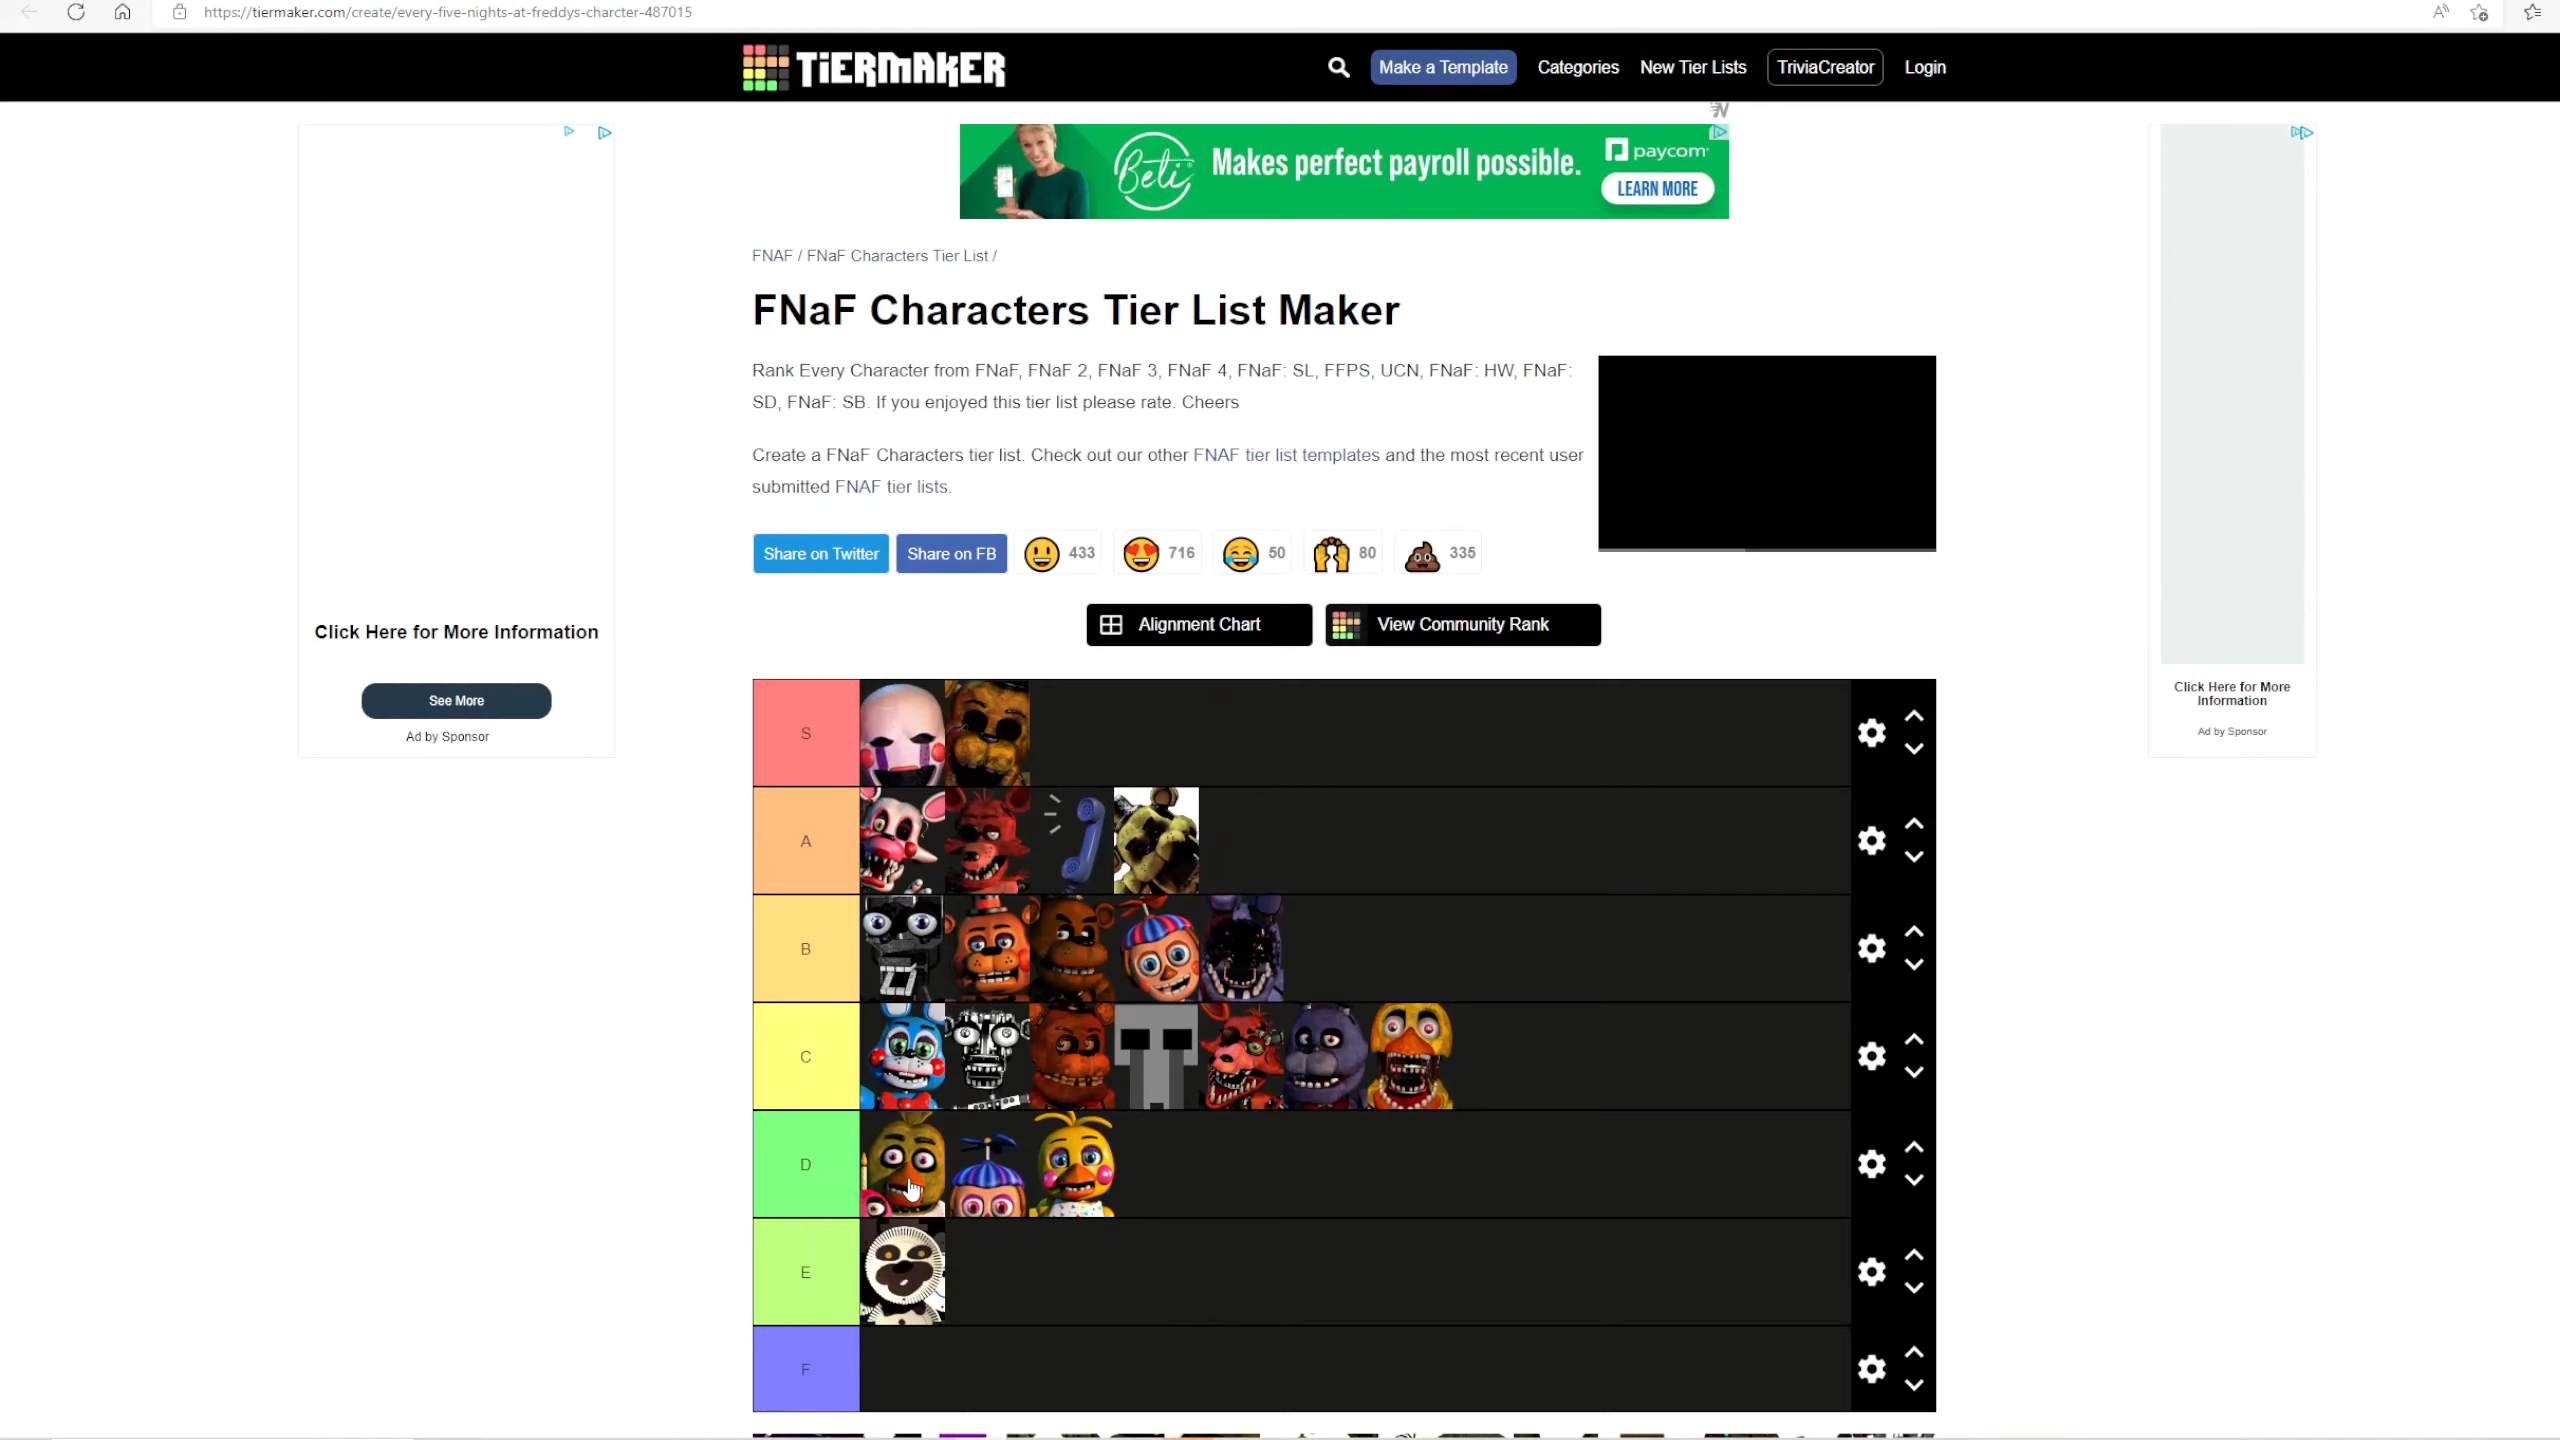 https://tiermaker.com/create/every-five-nights-at-freddys-charcter-487015
TiERMAKER
Make a Template
Categories
New Tier Lists
TriviaCreator
Login
Beti
Makes perfect payroll possible.
paycom
LEARN MORE
FNAF / FNaF Characters Tier List /
FNaF Characters Tier List Maker
Rank Every Character from FNaF, FNaF 2, FNaF 3, FNaF 4, FNaF: SL, FFPS, UCN, FNaF: HW, FNaF:
SD, FNaF: SB. If you enjoyed this tier list please rate. Cheers
Create a FNaF Characters tier list. Check out our other FNAF tier list templates and the most recent user
submitted FNAF tier lists.
Share on Twitter
Share on FB
433
716
50
80
335
Click Here for More Information
See More
Ad by Sponsor
Click Here for More
Information
Ad by Sponsor
Alignment Chart
View Community Rank
S
A
B
C
D
E
F